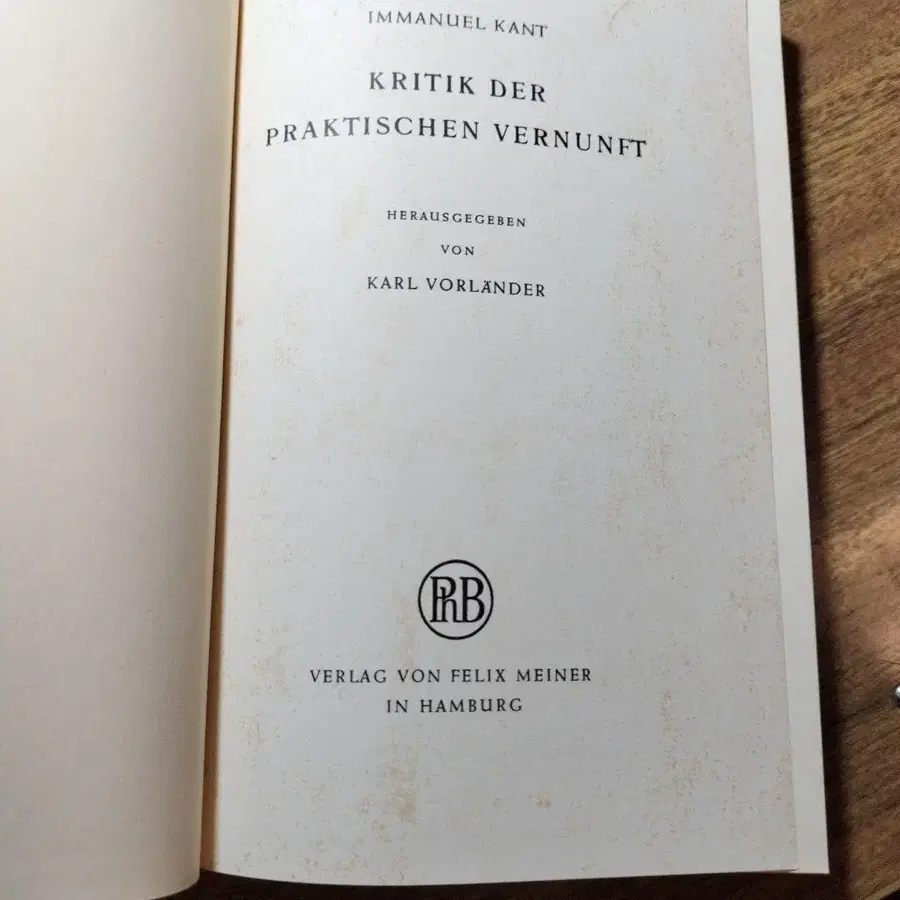 IMMANUEL KANT
KRITIK DER
PRAKTISCHEN VERNUNFT
HERAUSGEGEBEN
VON
KARL VORLÄNDER
PhB
VERLAG VON FELIX MEINER
IN HAMBURG